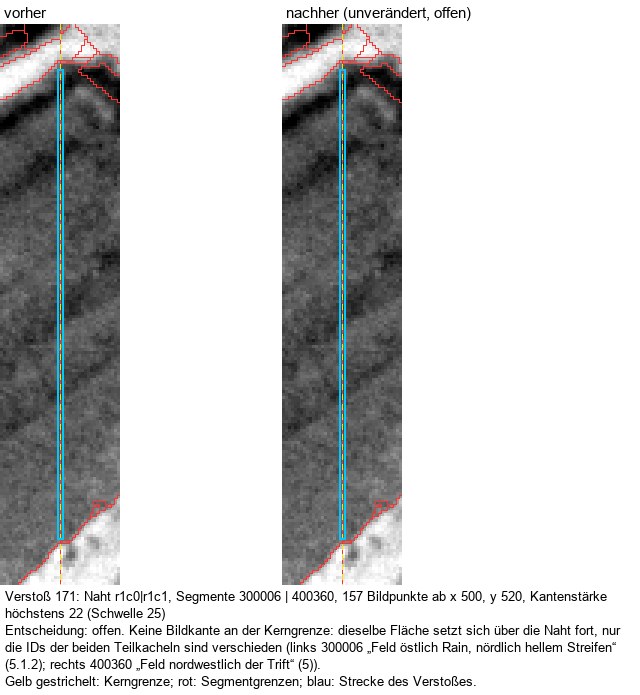 vorher
nachher (unverändert, offen)
Verstoß 171: Naht r1c0|r1c1, Segmente 300006 | 400360, 157 Bildpunkte ab x 500, y 520, Kantenstärke
höchstens 22 (Schwelle 25)
Entscheidung: offen. Keine Bildkante an der Kerngrenze: dieselbe Fläche setzt sich über die Naht fort, nur
die IDs der beiden Teilkacheln sind verschieden (links 300006 „Feld östlich Rain, nördlich hellem Streifen“
(5.1.2); rechts 400360 „Feld nordwestlich der Trift“ (5)).
Gelb gestrichelt: Kerngrenze; rot: Segmentgrenzen; blau: Strecke des Verstoßes.